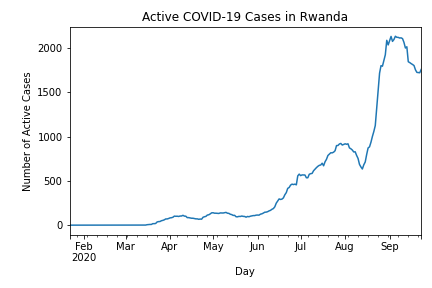 Active COVID-19 Cases in Rwanda
Number of Active Cases
2000
1500
1000
500
0
Feb Mar Apr May Jun Jul Aug Sep
2020
Day